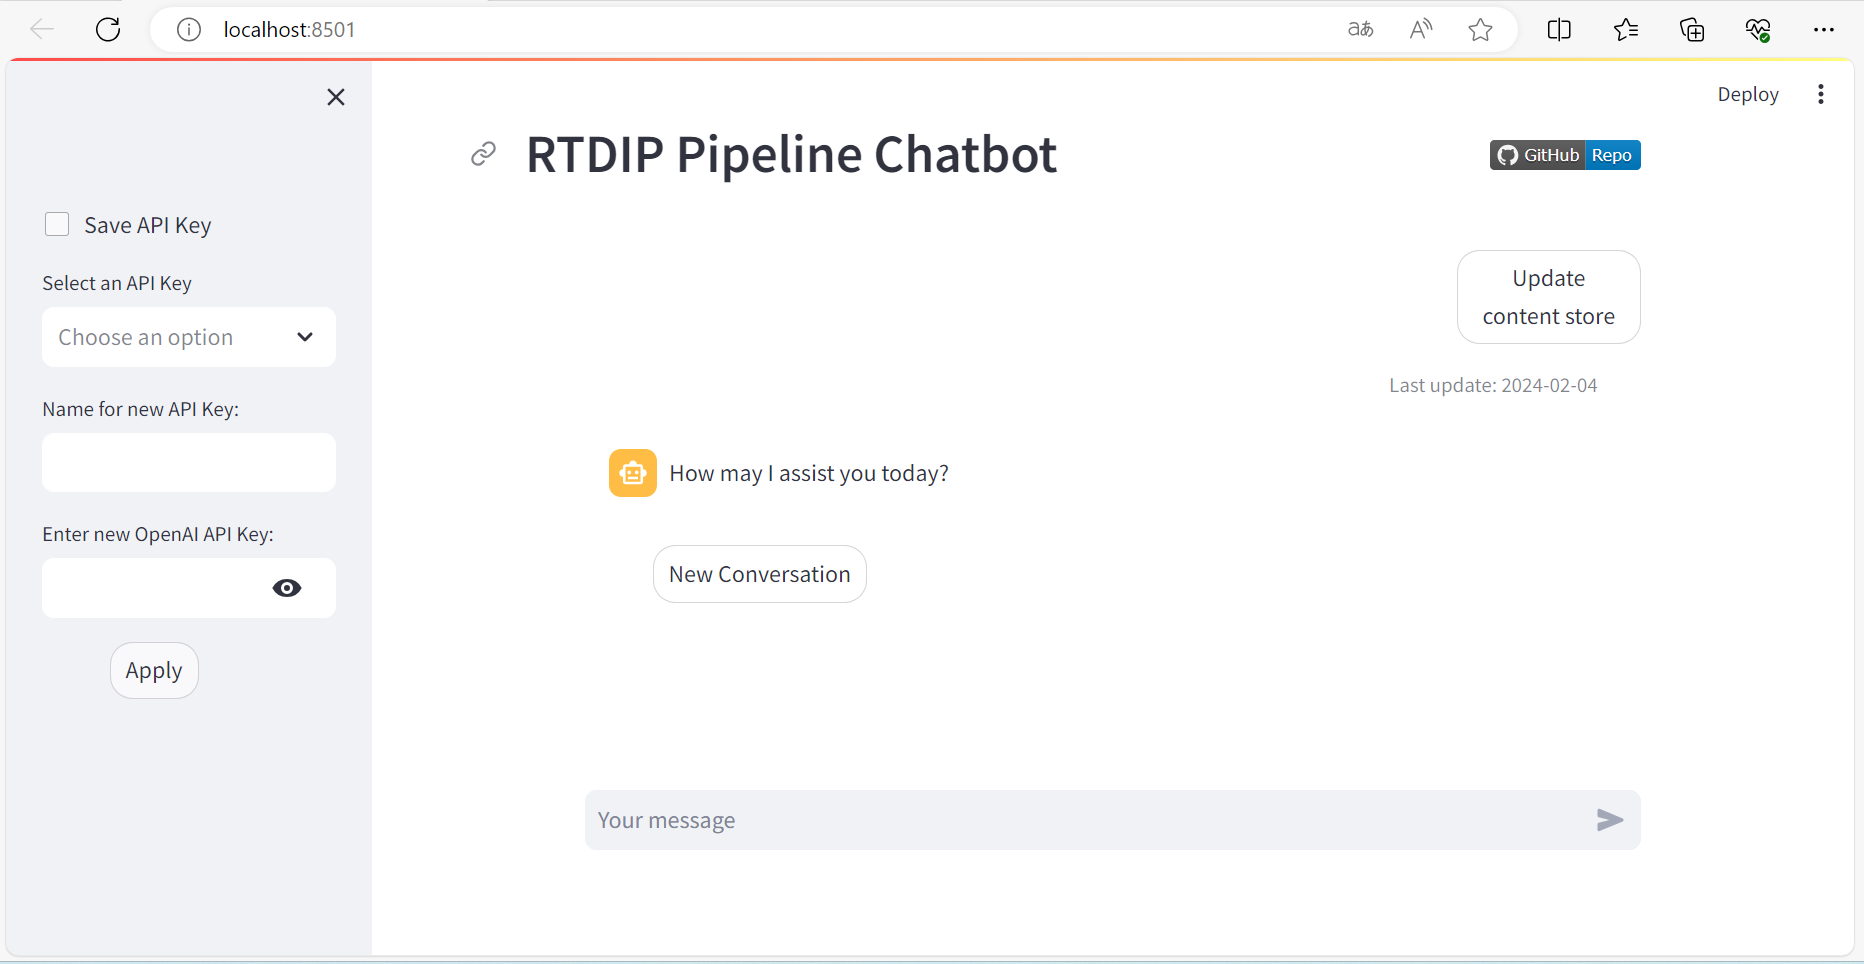 localhost:8501
aあ
A
Deploy
RTDIP Pipeline Chatbot
GitHub Repo
Save API Key
Update
content store
Select an API Key
Choose an option
Last update: 2024-02-04
Name for new API Key:
How may I assist you today?
Enter new OpenAI API Key:
New Conversation
Apply
Your message